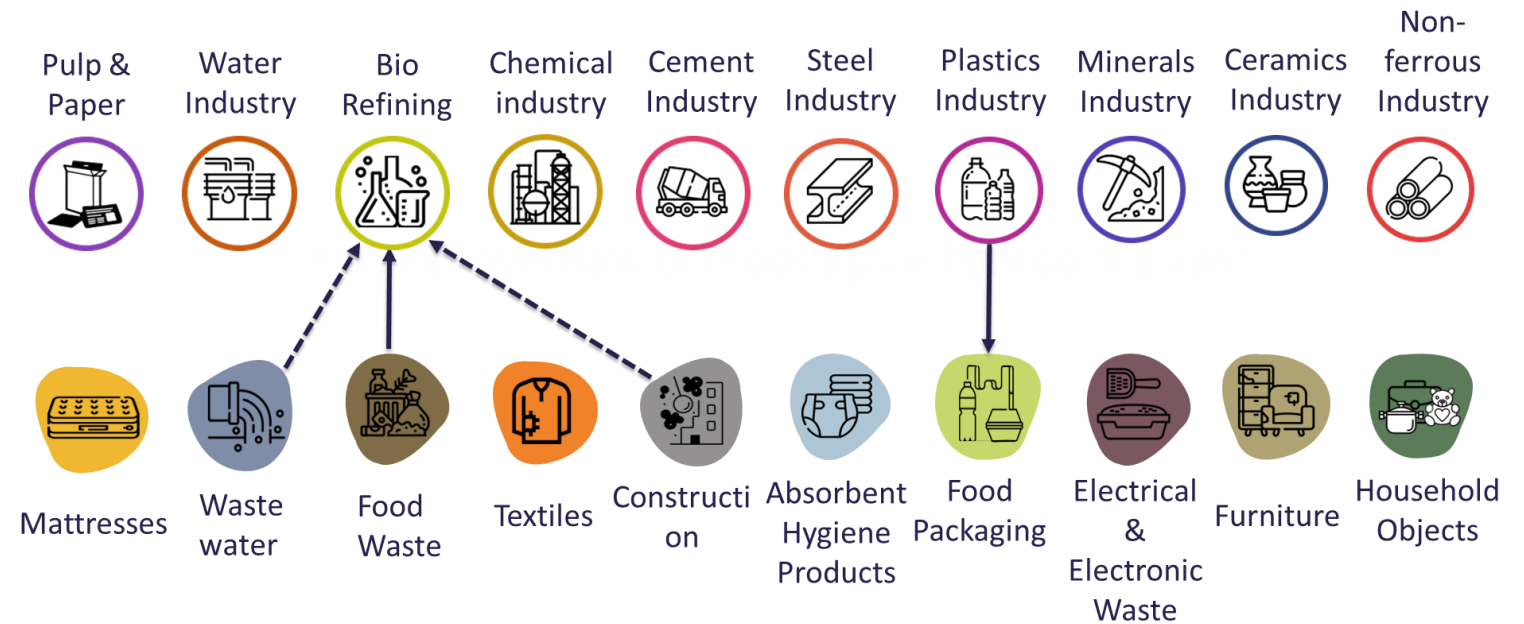 Pulp &
Paper
Water
Industry
Bio
Refining
Chemical
industry
Cement
Industry
Steel
Industry
Plastics
Industry
Minerals
Industry
Ceramics
Industry
Non-
ferrous
Industry
Mattresses
Waste
water
Food
Waste
Textiles
Constructi
on
Absorbent
Hygiene
Products
Food
Packaging
Electrical
&
Electronic
Waste
Furniture
Household
Objects